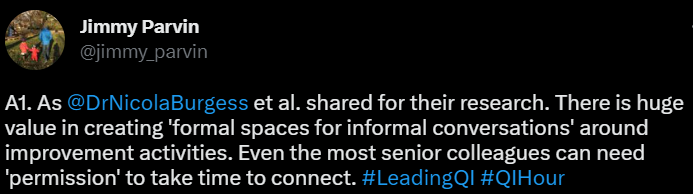 Jimmy Parvin
@jimmy_parvin
A1. As @DrNicolaBurgess et al. shared for their research. There is huge
value in creating 'formal spaces for informal conversations' around
improvement activities. Even the most senior colleagues can need
'permission' to take time to connect. #LeadingQI #QIHour